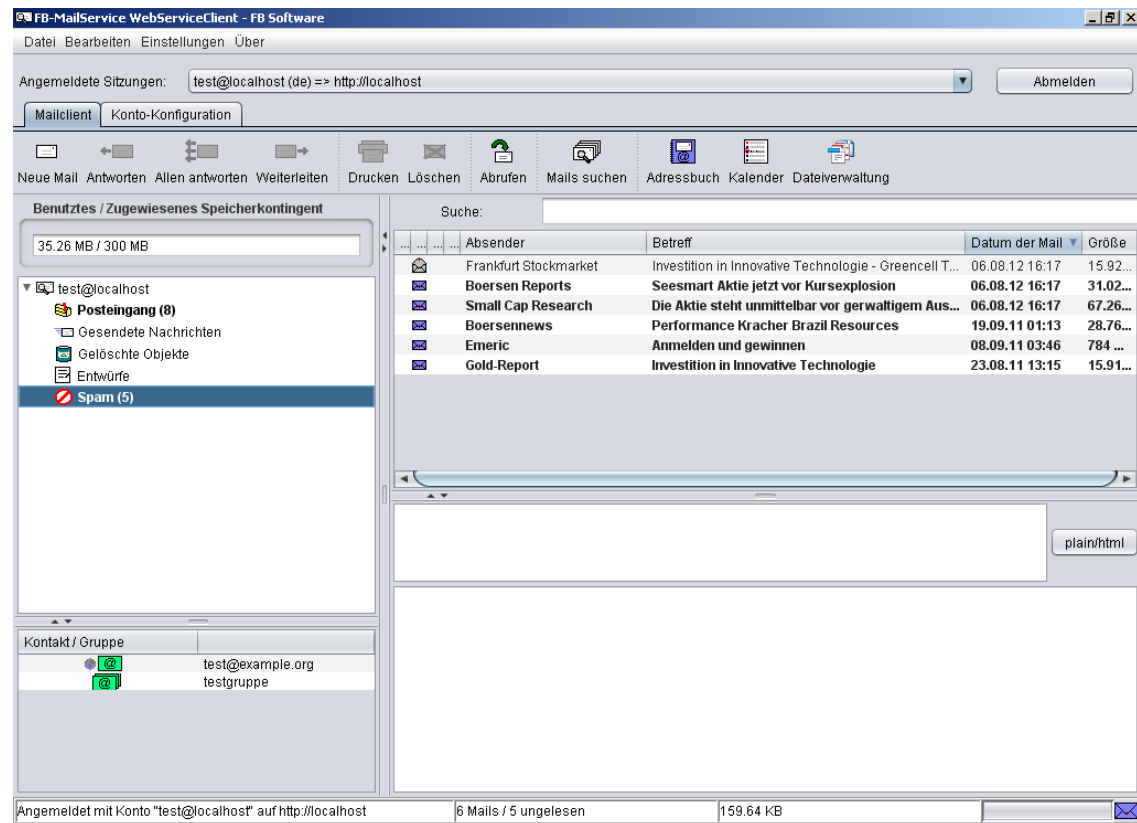 FB-MailService WebServiceClient - FB Software
Datei Bearbeiten Einstellungen Über
Angemeldete Sitzungen: test@localhost (de) => http://localhost Abmelden
Mailclient Konto-Konfiguration
Neue Mail Antworten Allen antworten Weiterleiten Drucken Löschen Abrufen Mails suchen Adressbuch Kalender Dateiverwaltung
Benutztes / Zugewiesenes Speicherkontingent
35.26 MB / 300 MB
test@localhost
Posteingang (8)
Gesendete Nachrichten
Gelöschte Objekte
Entwürfe
Spam (5)
Kontakt / Gruppe
@ test@example.org
@ testgruppe
Suche:
... ... ... ... Absender Betreff Datum der Mail Größe
Frankfurt Stockmarket Investition in Innovative Technologie - Greencell T... 06.08.12 16:17 15.92...
Boersen Reports Seesmart Aktie jetzt vor Kursexplosion 06.08.12 16:17 31.02...
Small Cap Research Die Aktie steht unmittelbar vor gerwaltigem Aus... 06.08.12 16:17 67.26...
Boersennews Performance Kracher Brazil Resources 19.09.11 01:13 28.76...
Emeric Anmelden und gewinnen 08.09.11 03:46 784 ...
Gold-Report Investition in Innovative Technologie 23.08.11 13:15 15.91...
plain/html
Angemeldet mit Konto "test@localhost" auf http://localhost 6 Mails / 5 ungelesen 159.64 KB